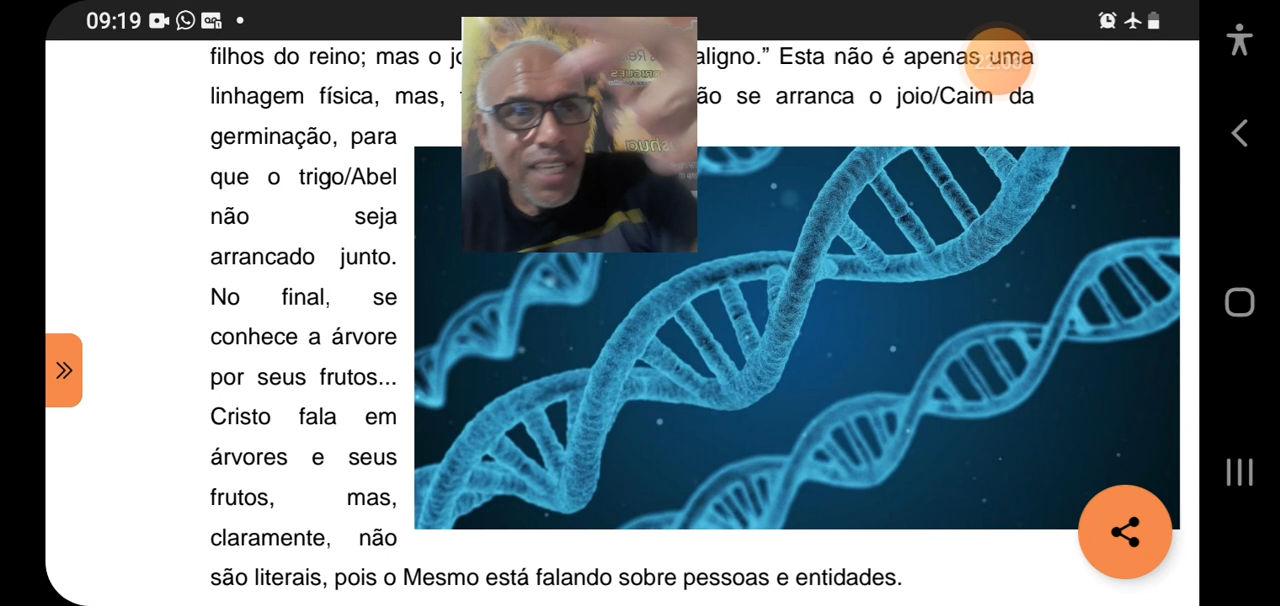 09:19
filhos do reino; mas o jo aligno.” Esta não é apenas uma
linhagem física, mas, ão se arranca o joio/Caim da
germinação, para
que o trigo/Abel
não seja
arrancado junto.
No final, se
conhece a árvore
por seus frutos...
Cristo fala em
árvores e seus
frutos, mas,
claramente, não
são literais, pois o Mesmo está falando sobre pessoas e entidades.